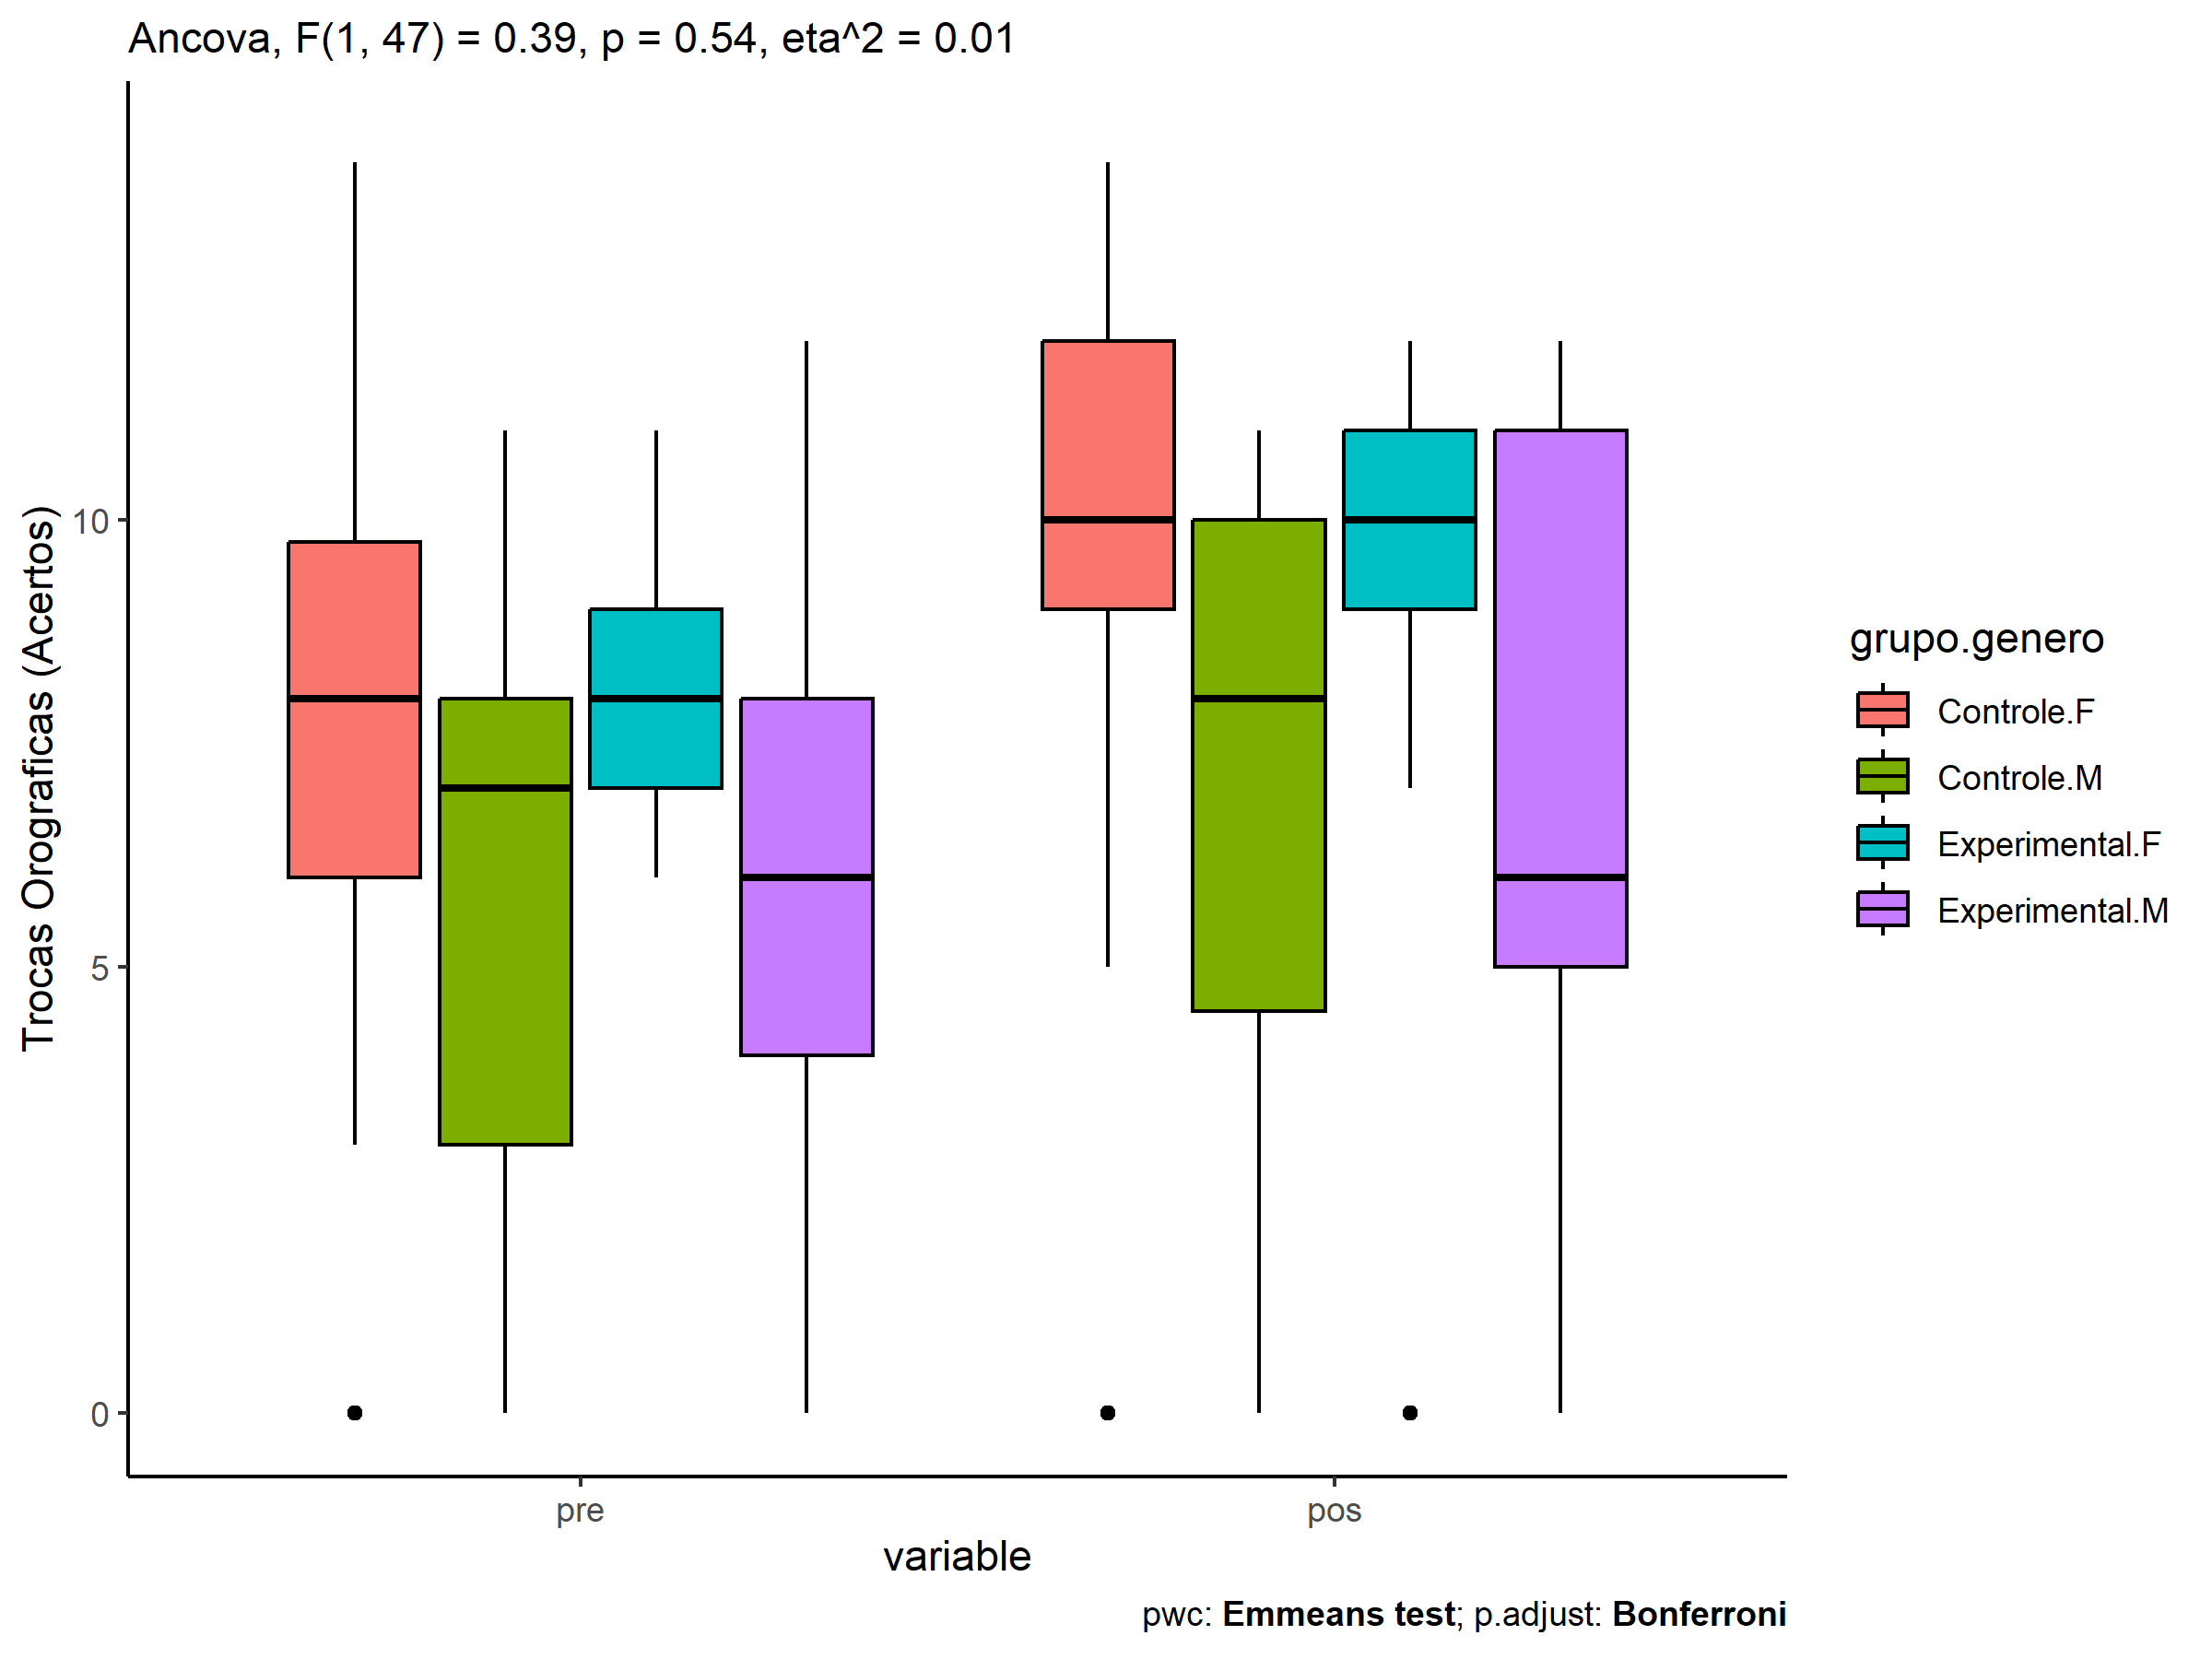 Ancova, F(1, 47) = 0.39, p = 0.54, eta^2 = 0.01
Trocas Orograficas (Acertos)
10
5
0
pre
pos
variable
grupo.genero
Controle.F
Controle.M
Experimental.F
Experimental.M
pwc: Emmeans test; p.adjust: Bonferroni